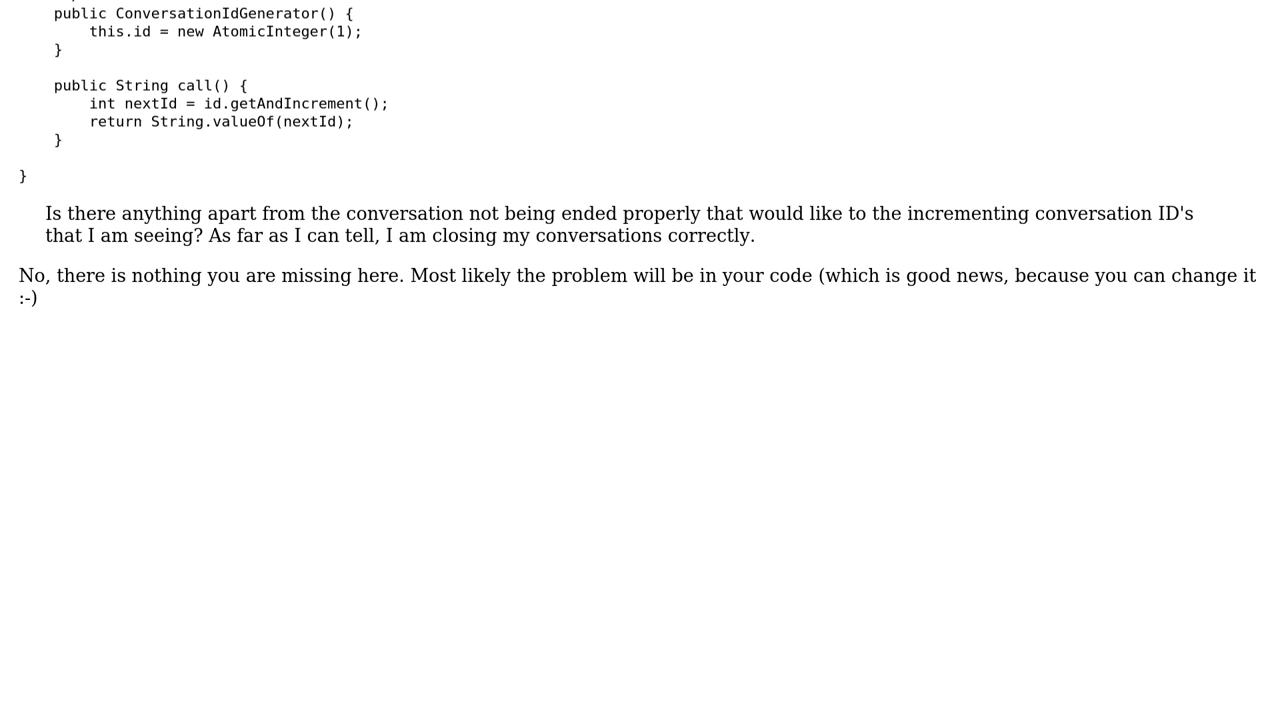 public ConversationIdGenerator() {
this.id = new AtomicInteger(1);
}
public String call() {
int nextId = id.getAndIncrement();
return String.valueOf(nextId);
}
}
Is there anything apart from the conversation not being ended properly that would like to the incrementing conversation ID's
that I am seeing? As far as I can tell, I am closing my conversations correctly.
No, there is nothing you are missing here. Most likely the problem will be in your code (which is good news, because you can change it
:-)